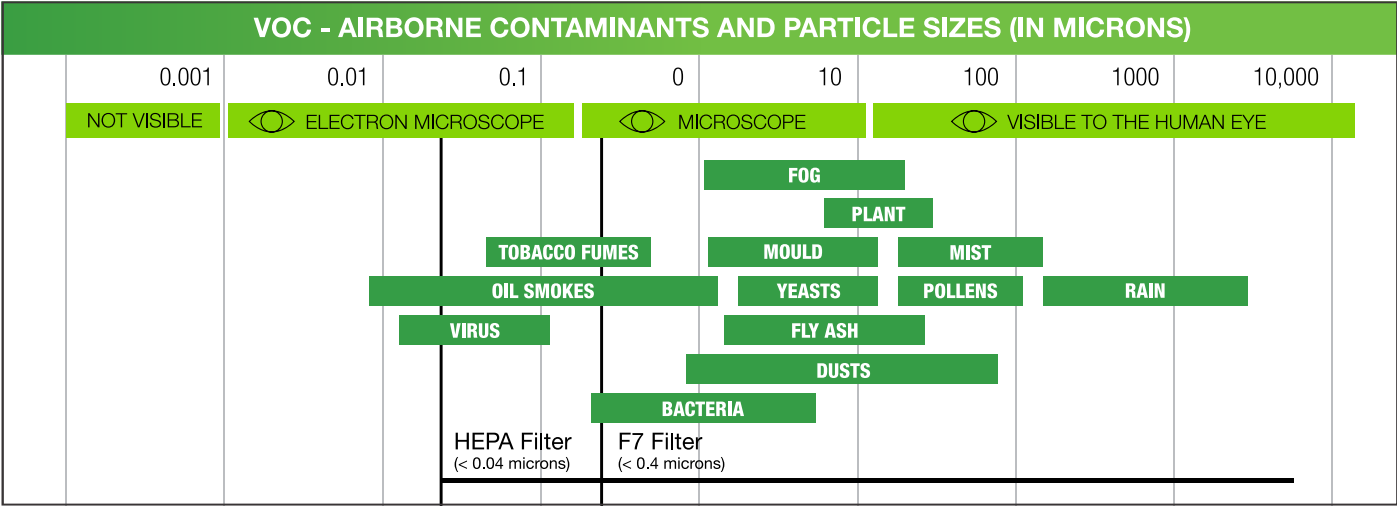 VOC - AIRBORNE CONTAMINANTS AND PARTICLE SIZES (IN MICRONS)
0.001 0.01 0.1 0 10 100 1000 10,000
NOT VISIBLE ELECTRON MICROSCOPE MICROSCOPE VISIBLE TO THE HUMAN EYE
FOG
PLANT
TOBACCO FUMES MOULD MIST
OIL SMOKES YEASTS POLLENS RAIN
VIRUS FLY ASH
DUSTS
BACTERIA
HEPA Filter F7 Filter
(< 0.04 microns) (< 0.4 microns)